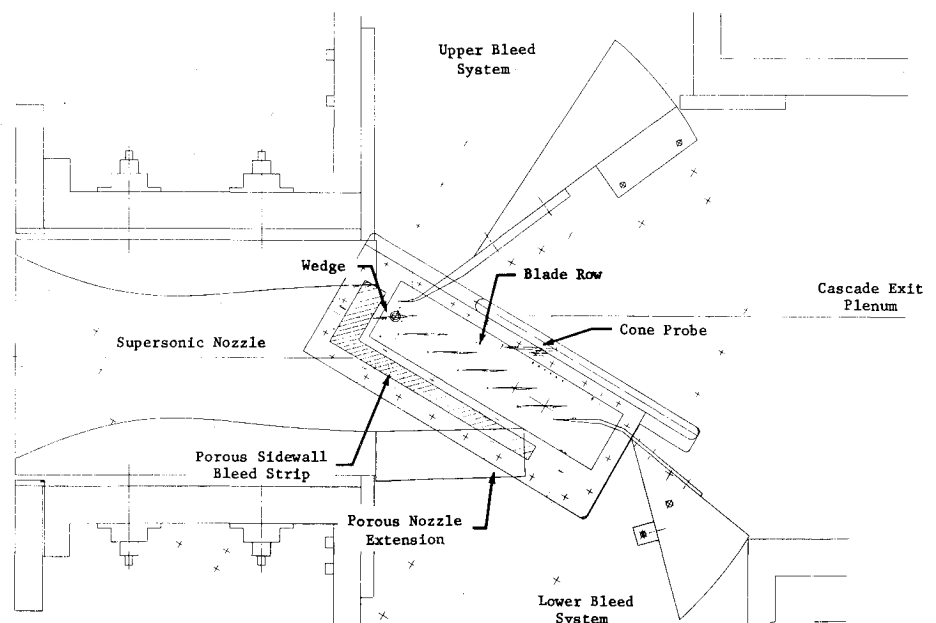 Upper Bleed
System
Wedge
Blade Row
Cascade Exit
Plenum
Cone Probe
Supersonic Nozzle
Porous Sidewall
Bleed Strip
Porous Nozzle
Extension
Lower Bleed
System